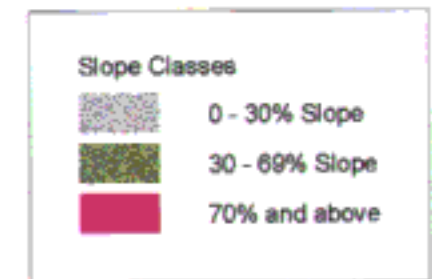 Slope Classes
0 - 30% Slope
30 - 69% Slope
70% and above